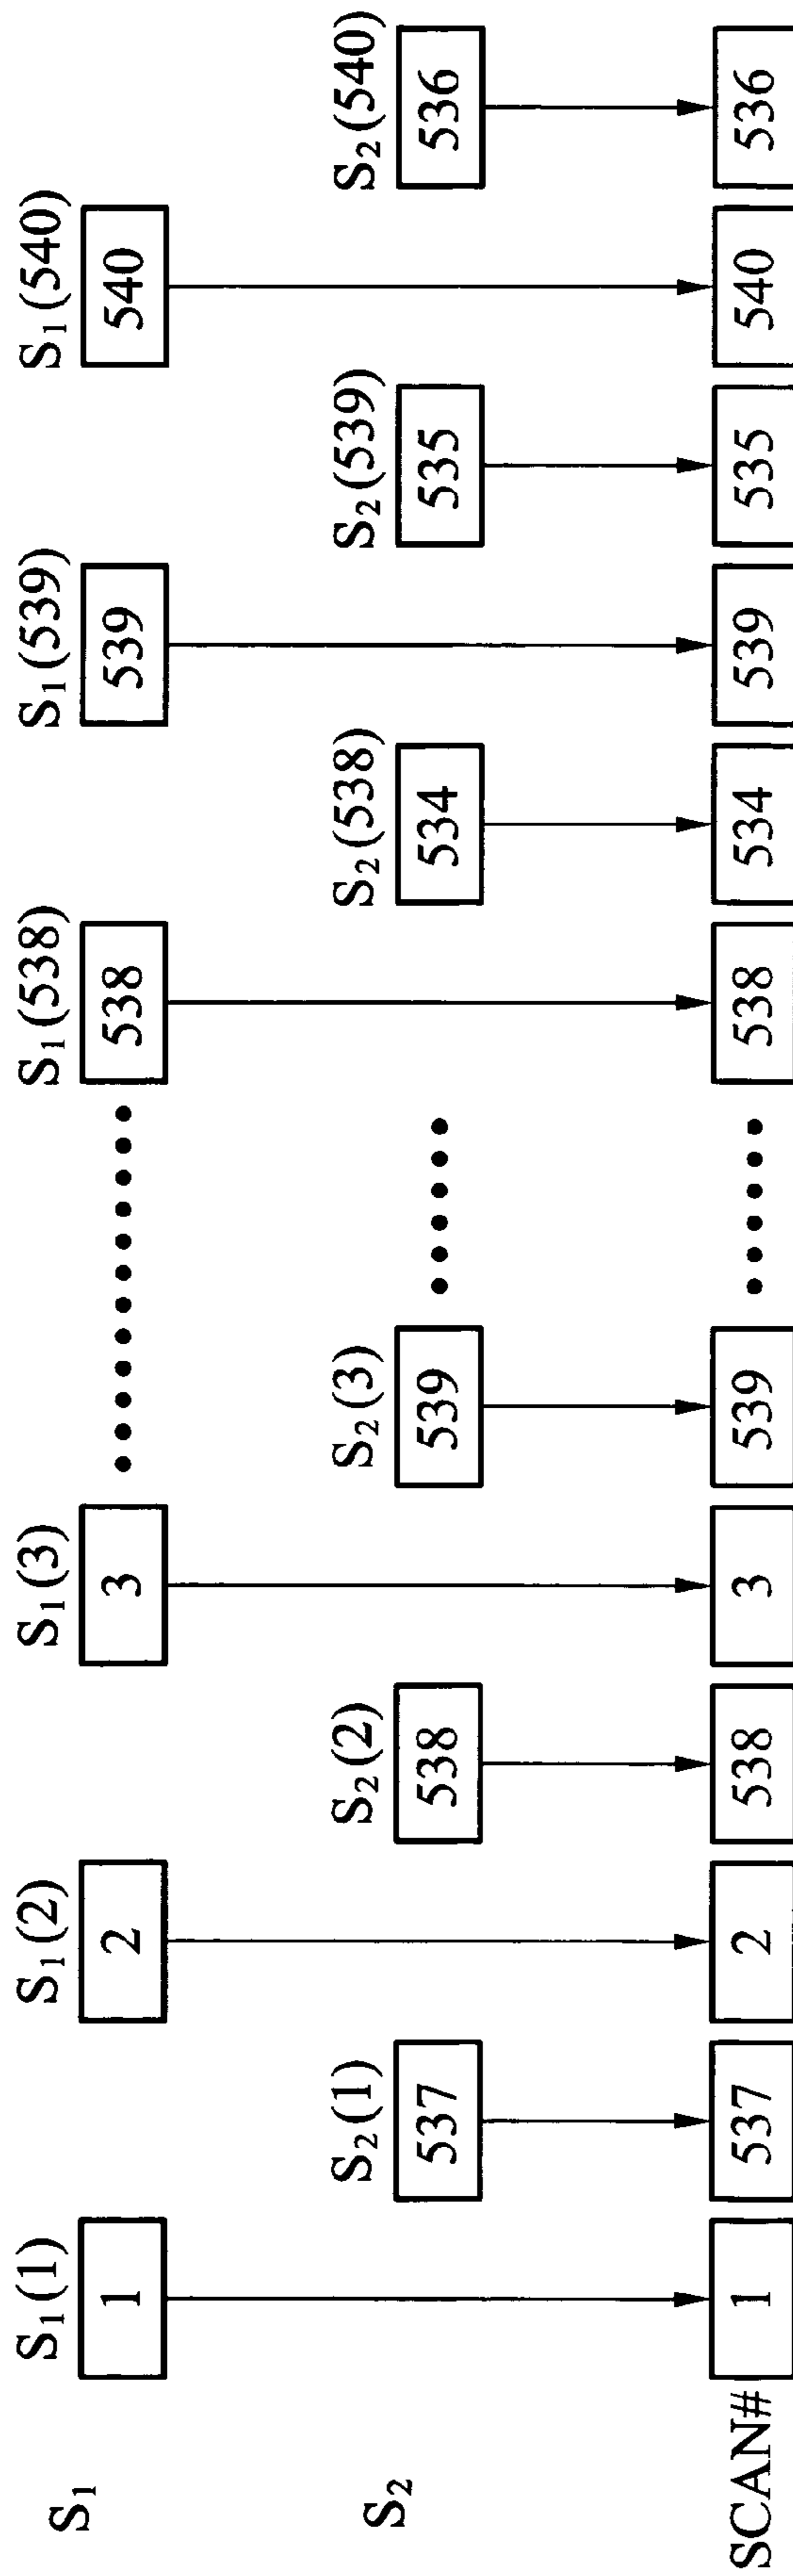 S₁(1) S₁(2) S₁(3) S₁(538) S₁(539) S₁(540)
S₁ 1 2 3 •••••••••••• 538 539 540
S₂(1) S₂(2) S₂(3) S₂(538) S₂(539) S₂(540)
S₂ 537 538 539 •••••• 534 535 536
SCAN# 1 537 2 538 3 539 •••••• 538 534 539 535 540 536